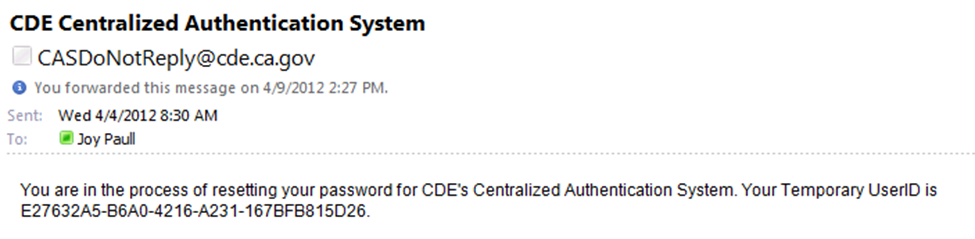 CDE Centralized Authentication System
CASDoNotReply@cde.ca.gov
You forwarded this message on 4/9/2012 2:27 PM.
Sent: Wed 4/4/2012 8:30 AM
To: Joy Paull
You are in the process of resetting your password for CDE's Centralized Authentication System. Your Temporary UserID is
E27632A5-B6A0-4216-A231-167BFB815D26.